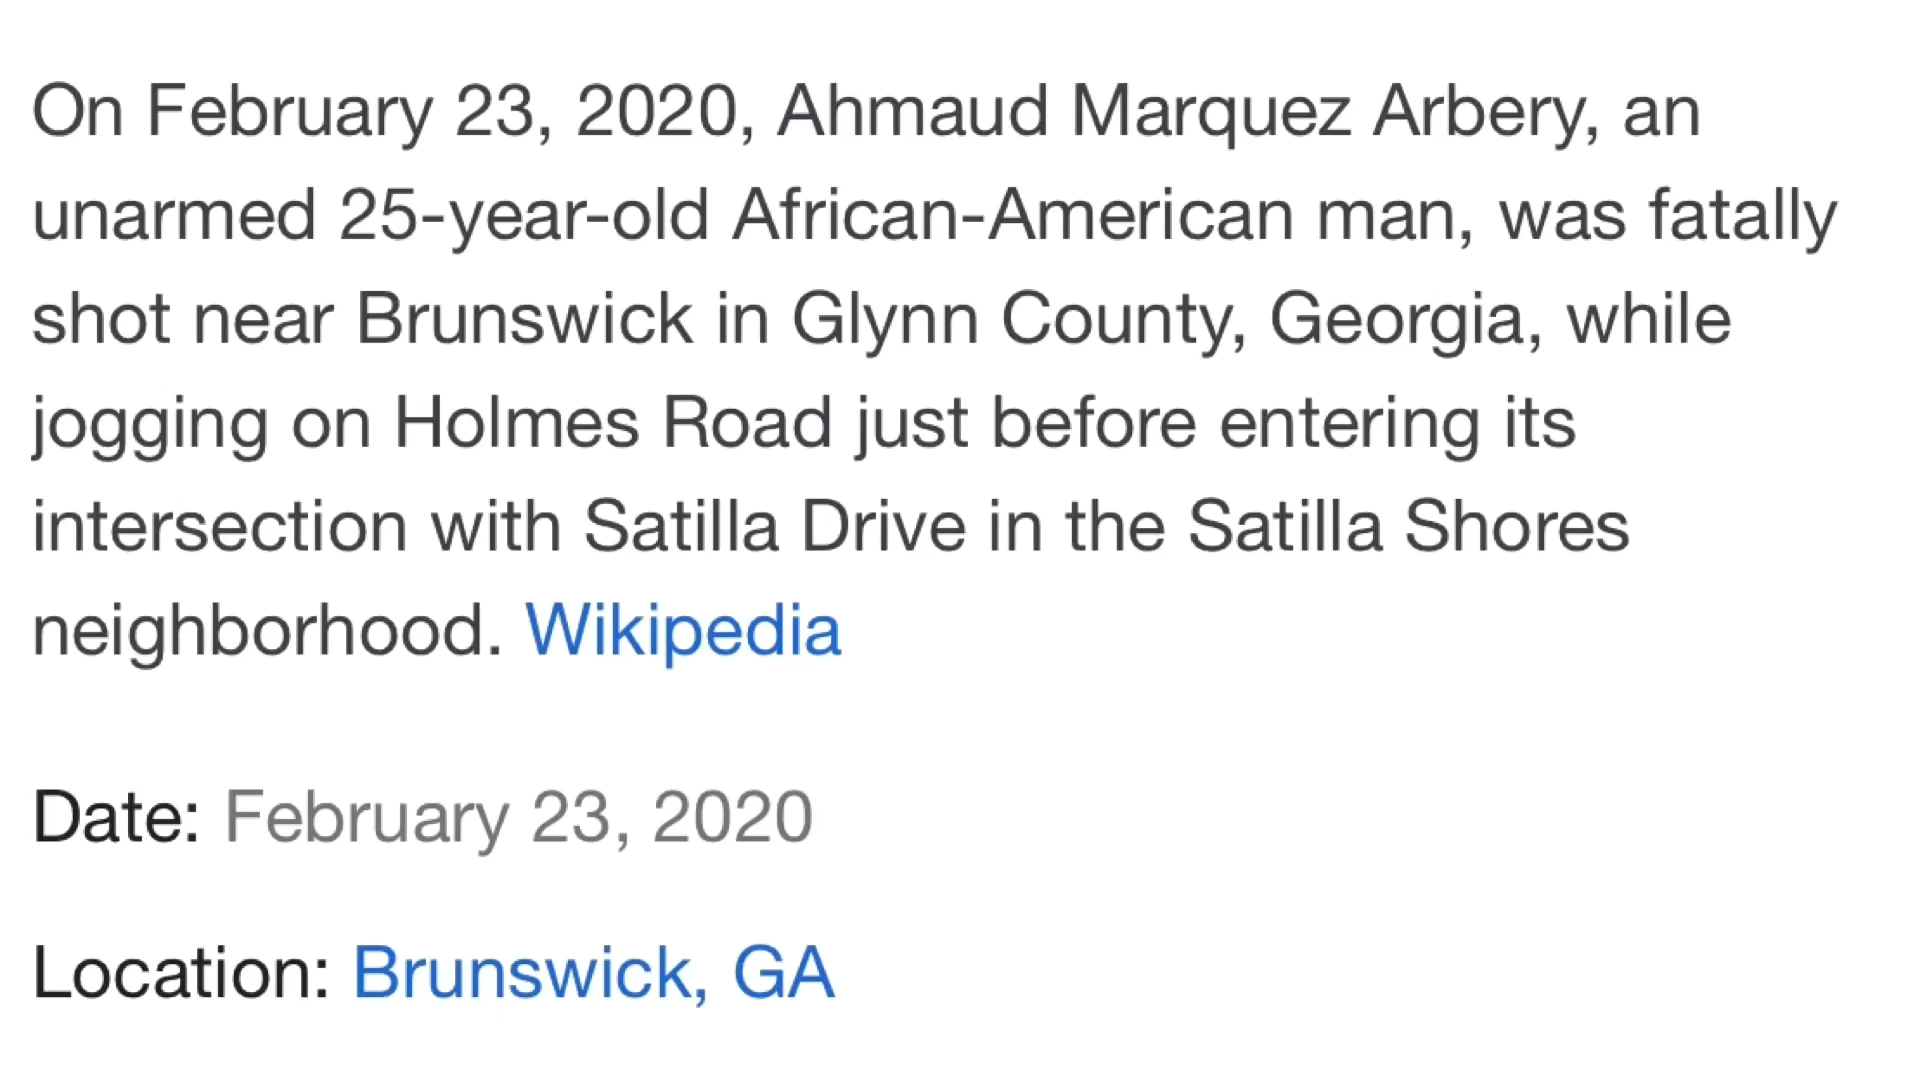 On February 23, 2020, Ahmaud Marquez Arbery, an
unarmed 25-year-old African-American man, was fatally
shot near Brunswick in Glynn County, Georgia, while
jogging on Holmes Road just before entering its
intersection with Satilla Drive in the Satilla Shores
neighborhood. Wikipedia
Date: February 23, 2020
Location: Brunswick, GA